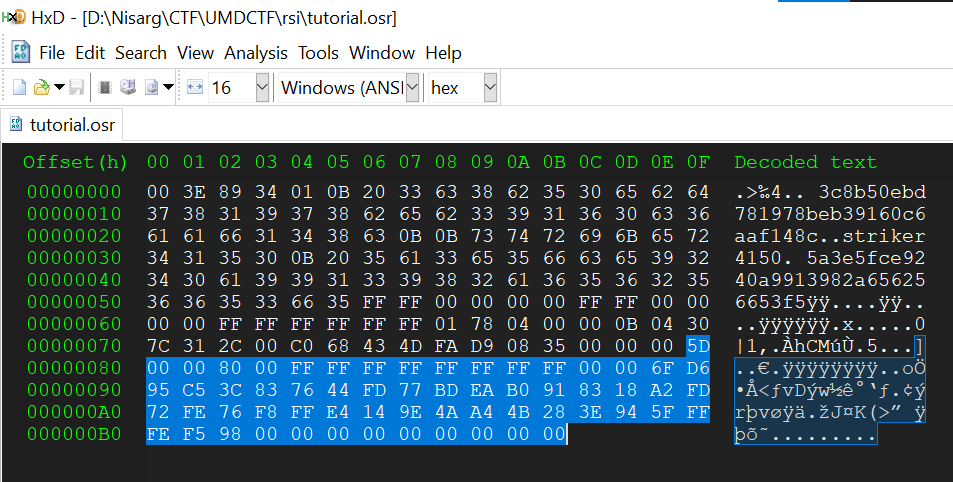 HxD - [D:\Nisarg\CTF\UMDCTF\rsi\tutorial.osr]
File Edit Search View Analysis Tools Window Help
16 Windows (ANSI hex
tutorial.osr
Offset(h) 00 01 02 03 04 05 06 07 08 09 0A 0B 0C 0D 0E 0F Decoded text
00000000 00 3E 89 34 01 0B 20 33 63 38 62 35 30 65 62 64 .>‰4.. 3c8b50ebd
00000010 37 38 31 39 37 38 62 65 62 33 39 31 36 30 63 36 781978beb39160c6
00000020 61 61 66 31 34 38 63 0B 0B 73 74 72 69 6B 65 72 aaf148c..striker
00000030 34 31 35 30 0B 20 35 61 33 65 35 66 63 65 39 32 4150. 5a3e5fce92
00000040 34 30 61 39 39 31 33 39 38 32 61 36 35 36 32 35 40a9913982a65625
00000050 36 36 35 33 66 35 FF FF 00 00 00 00 FF FF 00 00 6653f5ÿÿ....ÿÿ..
00000060 00 00 FF FF FF FF FF FF 01 78 04 00 00 0B 04 30 ..ÿÿÿÿÿÿ.x.....0
00000070 7C 31 2C 00 C0 68 43 4D FA D9 08 35 00 00 00 5D |1,.ÀhCMúÙ.5...]
00000080 00 00 80 00 FF FF FF FF FF FF FF FF 00 00 6F D6 ..€.ÿÿÿÿÿÿÿÿ..oÖ
00000090 95 C5 3C 83 76 44 FD 77 BD EA B0 91 83 18 A2 FD •Å<ƒvDýw½ê°‘ƒ.¢ý
000000A0 72 FE 76 F8 FF E4 14 9E 4A A4 4B 28 3E 94 5F FF rþvøÿä.žJ¤K(>”_ÿ
000000B0 FE F5 98 00 00 00 00 00 00 00 00 00 þõ˜.........